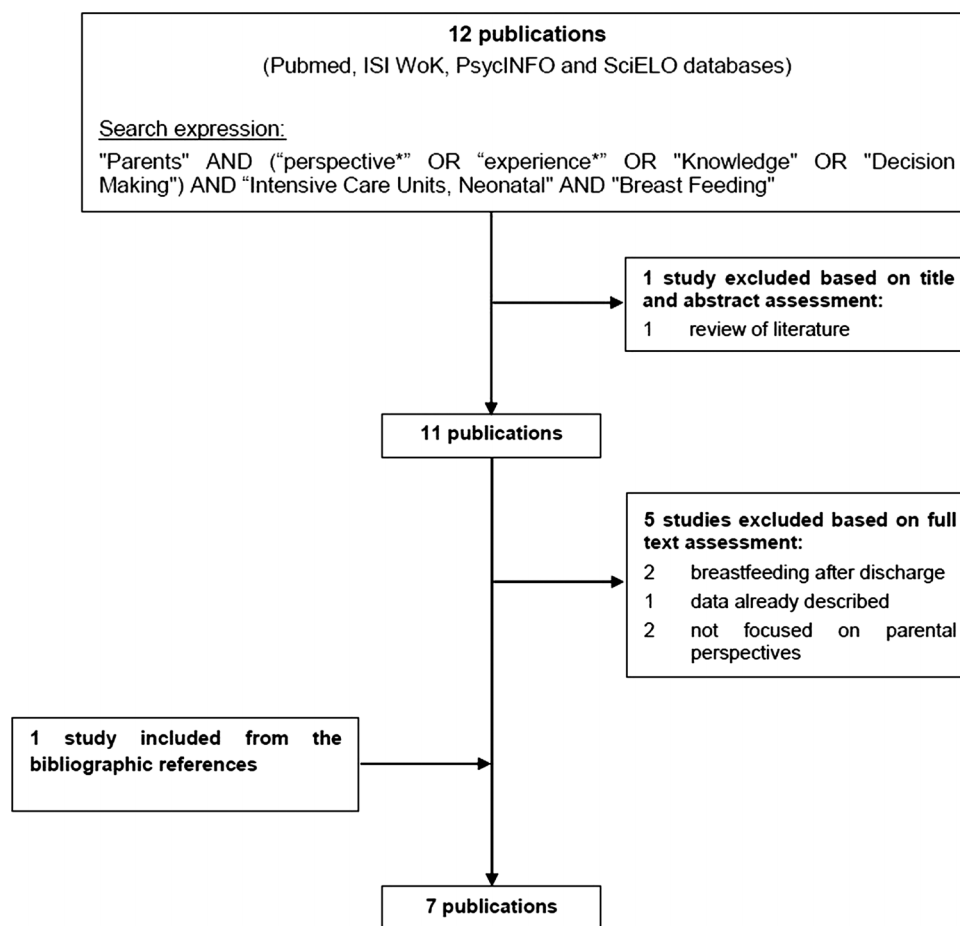 12 publications
(Pubmed, ISI WoK, PsycINFO and SciELO databases)
Search expression:
"Parents" AND (“perspective*” OR “experience*” OR "Knowledge" OR "Decision
Making") AND “Intensive Care Units, Neonatal" AND "Breast Feeding"
1 study excluded based on title
and abstract assessment:
1 review of literature
11 publications
5 studies excluded based on full
text assessment:
2 breastfeeding after discharge
1 data already described
2 not focused on parental
perspectives
1 study included from the
bibliographic references
7 publications